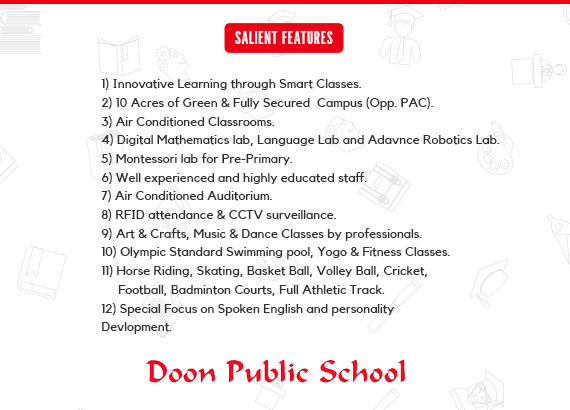 SALIENT FEATURES
1) Innovative Learning through Smart Classes.
2) 10 Acres of Green & Fully Secured Campus (Opp. PAC).
3) Air Conditioned Classrooms.
4) Digital Mathematics lab, Language Lab and Adavnce Robotics Lab.
5) Montessori lab for Pre-Primary.
6) Well experienced and highly educated staff.
7) Air Conditioned Auditorium.
8) RFID attendance & CCTV surveillance.
9) Art & Crafts, Music & Dance Classes by professionals.
10) Olympic Standard Swimming pool, Yogo & Fitness Classes.
11) Horse Riding, Skating, Basket Ball, Volley Ball, Cricket,
Football, Badminton Courts, Full Athletic Track.
12) Special Focus on Spoken English and personality
Devlopment.
Doon Public School